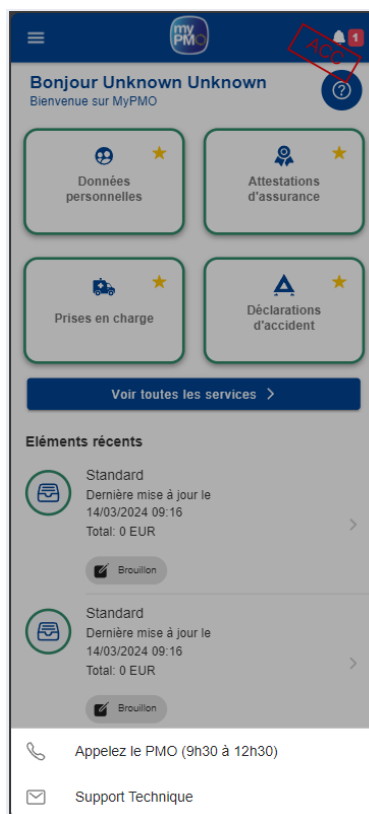 my
PMO
1
ACC
Bonjour Unknown Unknown
Bienvenue sur MyPMO
?
Données
personnelles
Attestations
d'assurance
Prises en charge
Déclarations
d'accident
Voir toutes les services >
Eléments récents
Standard
Dernière mise à jour le
14/03/2024 09:16
Total: 0 EUR
Brouillon
Standard
Dernière mise à jour le
14/03/2024 09:16
Total: 0 EUR
Brouillon
Appelez le PMO (9h30 à 12h30)
Support Technique